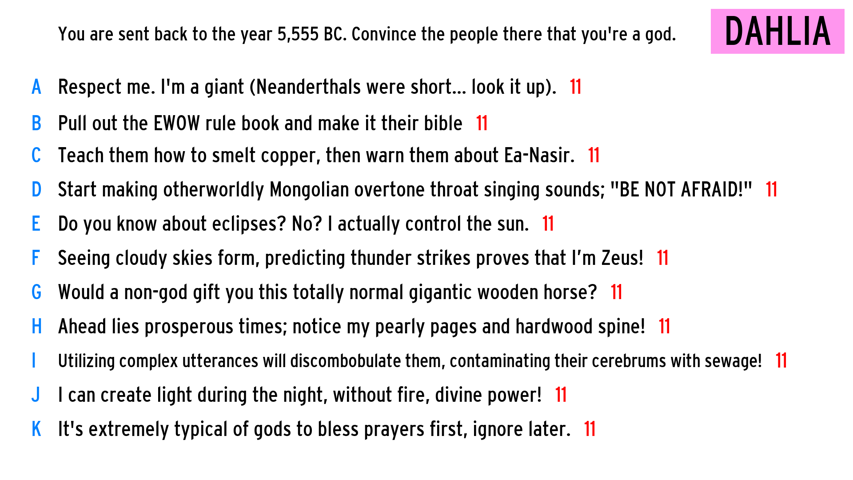 You are sent back to the year 5,555 BC. Convince the people there that you're a god.
DAHLIA
A Respect me. I'm a giant (Neanderthals were short... look it up). 11
B Pull out the EWOW rule book and make it their bible 11
C Teach them how to smelt copper, then warn them about Ea-Nasir. 11
D Start making otherworldly Mongolian overtone throat singing sounds; "BE NOT AFRAID!" 11
E Do you know about eclipses? No? I actually control the sun. 11
F Seeing cloudy skies form, predicting thunder strikes proves that I’m Zeus! 11
G Would a non-god gift you this totally normal gigantic wooden horse? 11
H Ahead lies prosperous times; notice my pearly pages and hardwood spine! 11
I Utilizing complex utterances will discombobulate them, contaminating their cerebrums with sewage! 11
J I can create light during the night, without fire, divine power! 11
K It's extremely typical of gods to bless prayers first, ignore later. 11